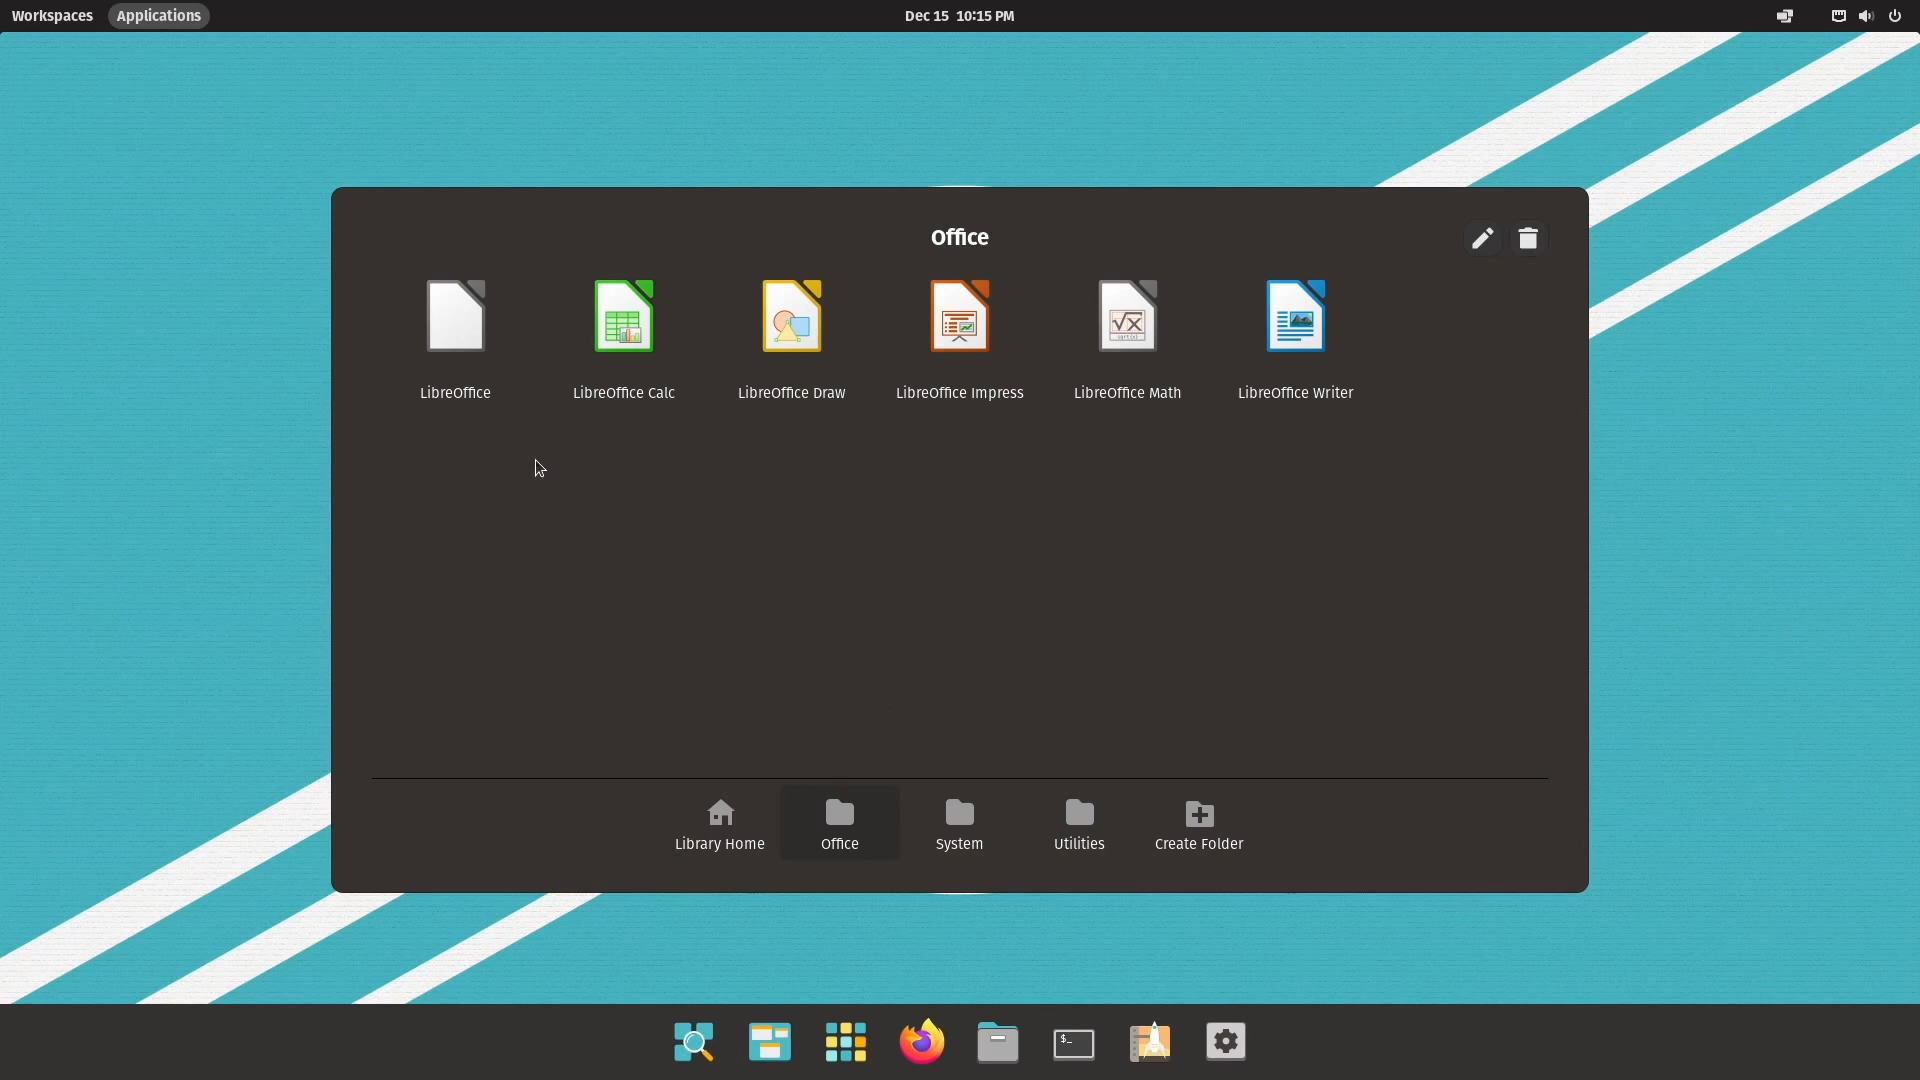 Workspaces Applications Dec 15 10:15 PM
Office
LibreOffice LibreOffice Calc LibreOffice Draw LibreOffice Impress LibreOffice Math LibreOffice Writer
Library Home Office System Utilities Create Folder
$_